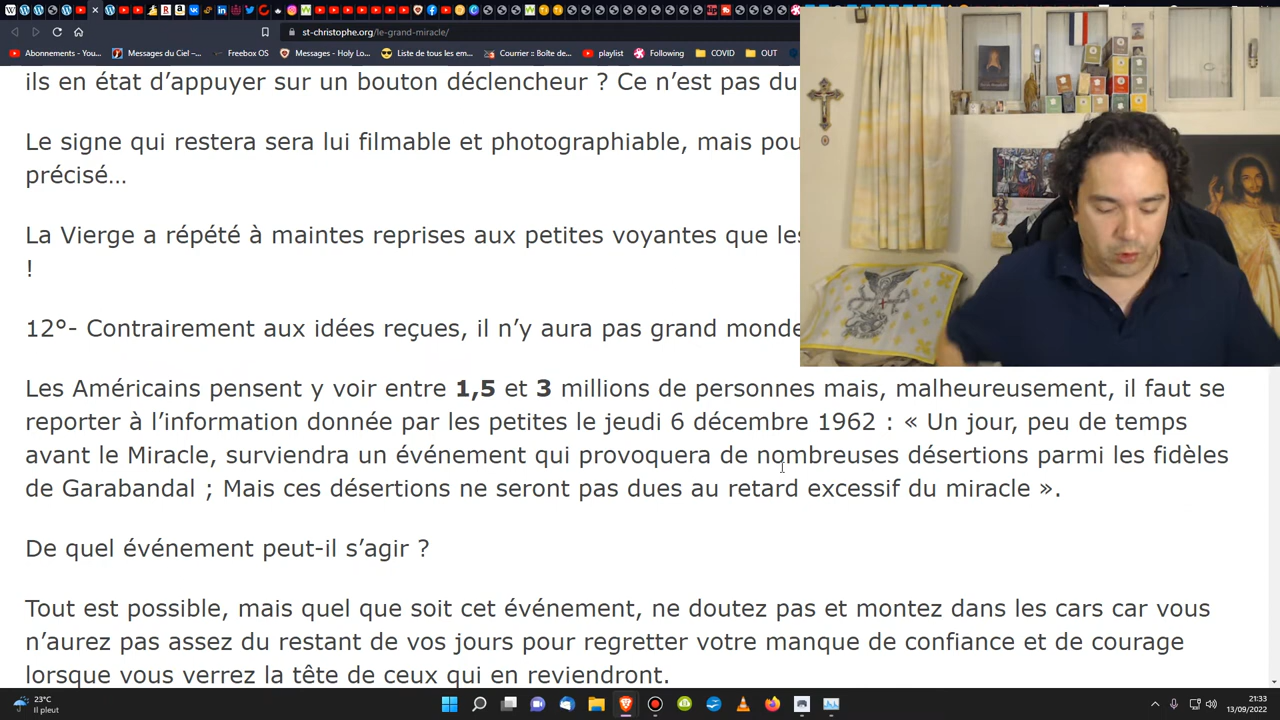 st-christophe.org/le-grand-miracle/
Abonnements - You...
Messages du Ciel –...
Freebox OS
Messages - Holy Lo...
Liste de tous les em...
Courrier :: Boîte de...
playlist
Following
COVID
OUT
ils en état d’appuyer sur un bouton déclencheur ? Ce n’est pas du
Le signe qui restera sera lui filmable et photographiable, mais pou
précisé…
La Vierge a répété à maintes reprises aux petites voyantes que les
!
12°- Contrairement aux idées reçues, il n’y aura pas grand monde
Les Américains pensent y voir entre 1,5 et 3 millions de personnes mais, malheureusement, il faut se
reporter à l’information donnée par les petites le jeudi 6 décembre 1962 : « Un jour, peu de temps
avant le Miracle, surviendra un événement qui provoquera de nombreuses désertions parmi les fidèles
de Garabandal ; Mais ces désertions ne seront pas dues au retard excessif du miracle ».
De quel événement peut-il s’agir ?
Tout est possible, mais quel que soit cet événement, ne doutez pas et montez dans les cars car vous
n’aurez pas assez du restant de vos jours pour regretter votre manque de confiance et de courage
lorsque vous verrez la tête de ceux qui en reviendront.
23°C
Il pleut
21:33
13/09/2022